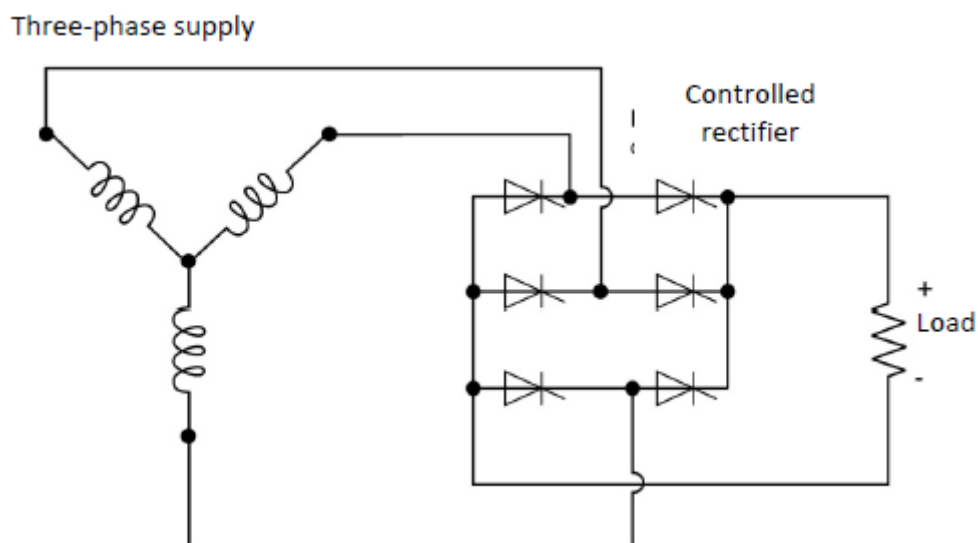 Three-phase supply
Controlled
rectifier
+
Load
-